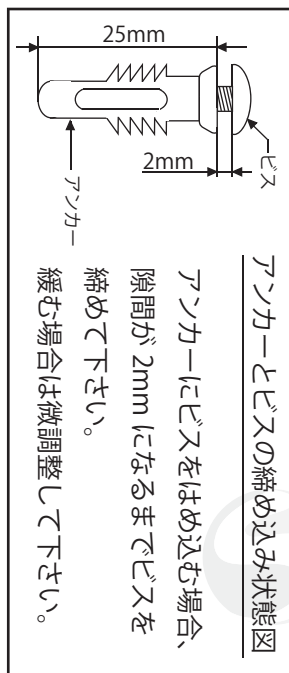 アンカーとビスの締め込み状態図
25mm
ビス
2mm
アンカー
アンカーにビスをはめ込む場合、
隙間が 2mm になるまでビスを
締めて下さい。
緩む場合は微調整して下さい。